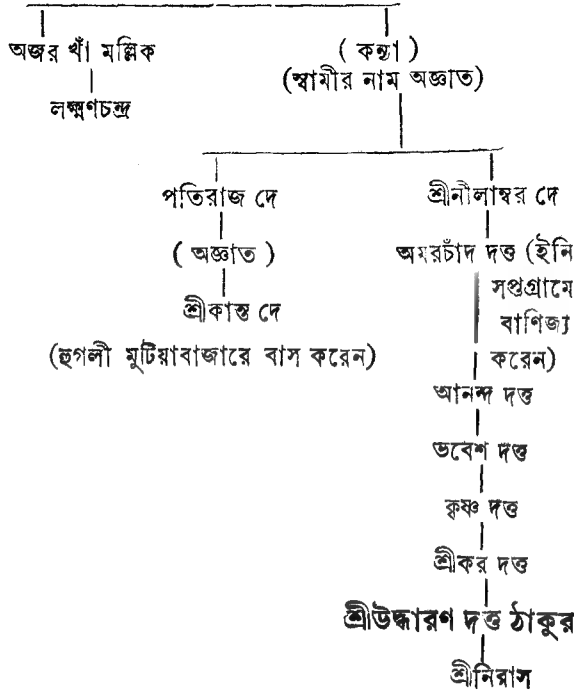 অজর খাঁ মল্লিক
( কন্যা )
(স্বামীর নাম অজ্ঞাত)
লক্ষ্মণচন্দ্র
পতিরাজ দে
শ্রীনীলাম্বর দে
( অজ্ঞাত )
অমরচাঁদ দত্ত (ইনি
সপ্তগ্রামে
শ্রীকান্ত দে
বাণিজ্য
(হুগলী মুটিয়াবাজারে বাস করেন)
করেন)
আনন্দ দত্ত
ভবেশ দত্ত
কৃষ্ণ দত্ত
শ্রীকর দত্ত
শ্রীউদ্ধারণ দত্ত ঠাকুর
শ্রীনিরাস